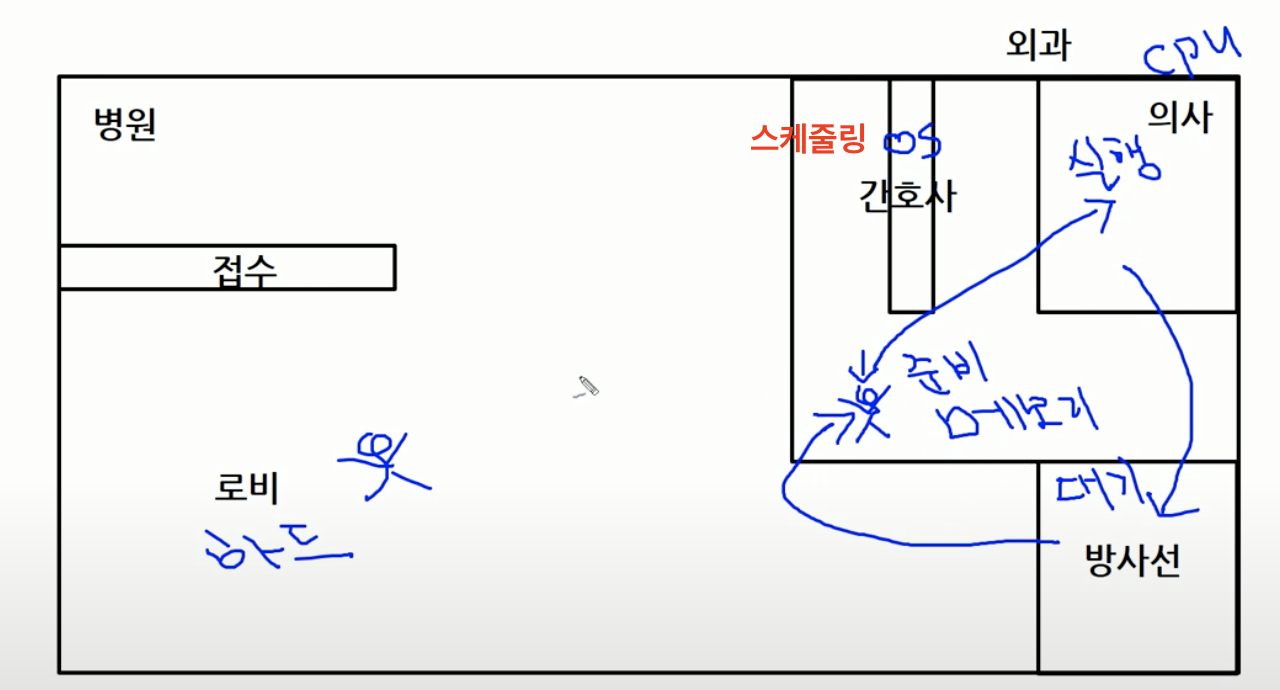 외과
CPU
병원
의사
스케줄링
OS
실행
간호사
접수
준비
메모리
로비
대기
하드
방사선